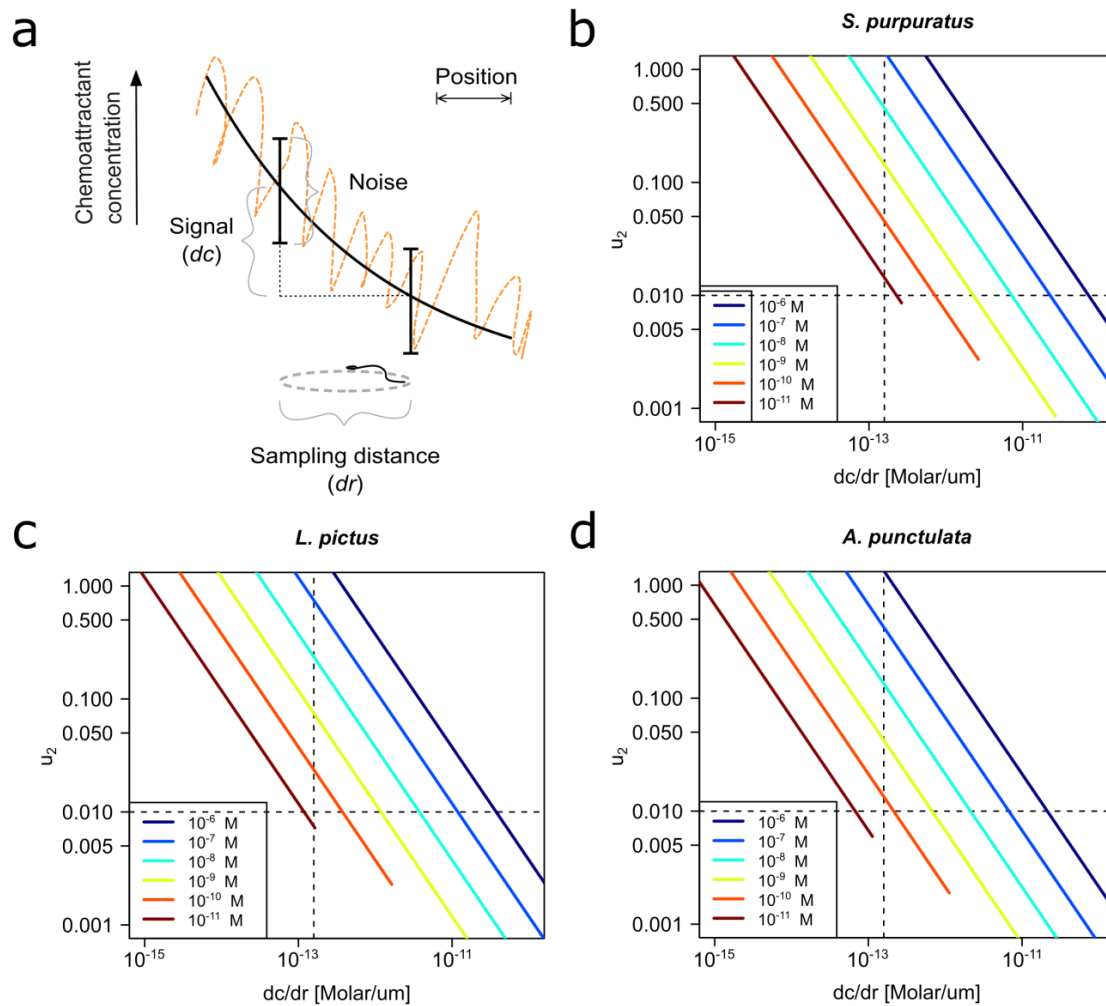 a
Chemoattractant
concentration
Position
Noise
Signal
(dc)
Sampling distance
(dr)
b
S. purpuratus
u₂
1.000
0.500
0.100
0.050
0.010
0.005
0.001
10⁻⁶ M
10⁻⁷ M
10⁻⁸ M
10⁻⁹ M
10⁻¹⁰ M
10⁻¹¹ M
10⁻¹⁵
10⁻¹³
10⁻¹¹
dc/dr [Molar/um]
c
L. pictus
u₂
1.000
0.500
0.100
0.050
0.010
0.005
0.001
10⁻⁶ M
10⁻⁷ M
10⁻⁸ M
10⁻⁹ M
10⁻¹⁰ M
10⁻¹¹ M
10⁻¹⁵
10⁻¹³
10⁻¹¹
dc/dr [Molar/um]
d
A. punctulata
u₂
1.000
0.500
0.100
0.050
0.010
0.005
0.001
10⁻⁶ M
10⁻⁷ M
10⁻⁸ M
10⁻⁹ M
10⁻¹⁰ M
10⁻¹¹ M
10⁻¹⁵
10⁻¹³
10⁻¹¹
dc/dr [Molar/um]